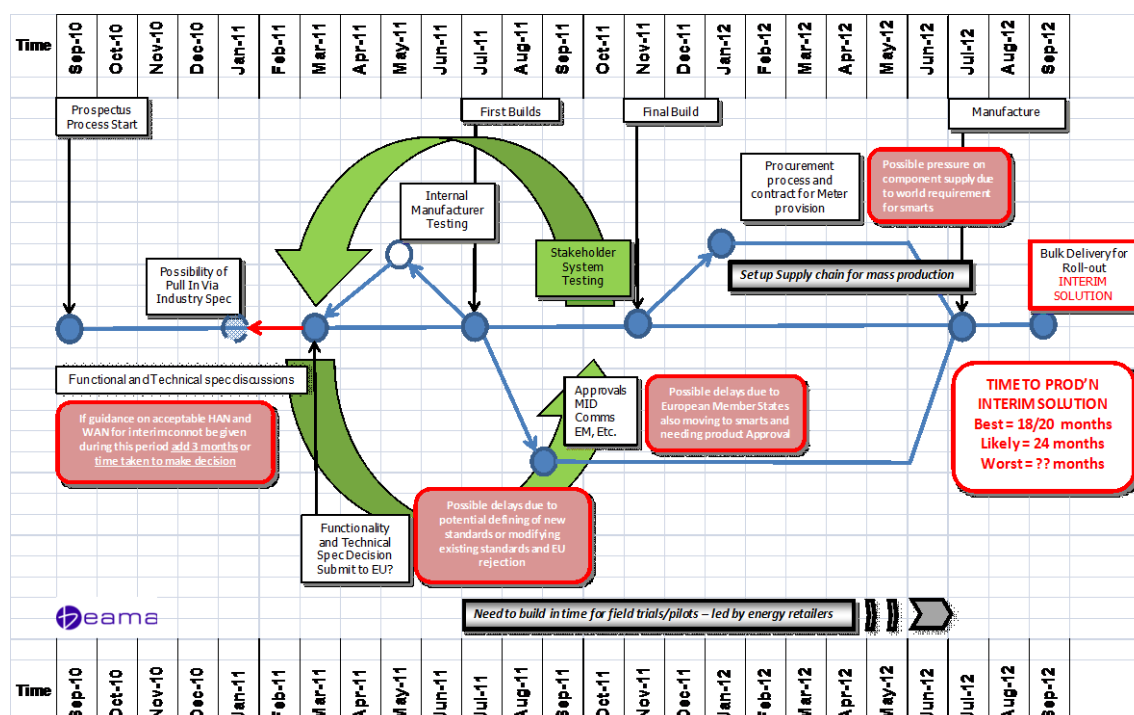 Time
Sep-10
Oct-10
Nov-10
Dec-10
Jan-11
Feb-11
Mar-11
Apr-11
May-11
Jun-11
Jul-11
Aug-11
Sep-11
Oct-11
Nov-11
Dec-11
Jan-12
Feb-12
Mar-12
Apr-12
May-12
Jun-12
Jul-12
Aug-12
Sep-12
Prospectus
Process Start
First Builds
Final Build
Manufacture
Internal
Manufacturer
Testing
Procurement
process and
contract for Meter
provision
Possible pressure on
component supply due
to world requirement
for smarts
Possibility of
Pull In Via
Industry Spec
Stakeholder
System
Testing
Setup Supply chain for mass production
Bulk Delivery for
Roll-out
INTERIM
SOLUTION
Functional and Technical spec discussions
If guidance on acceptable HAN and
WAN for interim connot be given
during this period add 3 months or
time taken to make decision
Approvals
MID
Comms
EM, Etc.
Possible delays due to
European Member States
also moving to smarts and
needing product Approval
TIME TO PROD'N
INTERIM SOLUTION
Best = 18/20 months
Likely = 24 months
Worst = ?? months
Functionality
and Technical
Spec Decision
Submit to EU?
Possible delays due to
potential defining of new
standards or modifying
existing standards and EU
rejection
beama
Need to build in time for field trials/pilots – led by energy retailers
Time
Sep-10
Oct-10
Nov-10
Dec-10
Jan-11
Feb-11
Mar-11
Apr-11
May-11
Jun-11
Jul-11
Aug-11
Sep-11
Oct-11
Nov-11
Dec-11
Jan-12
Feb-12
Mar-12
Apr-12
May-12
Jun-12
Jul-12
Aug-12
Sep-12